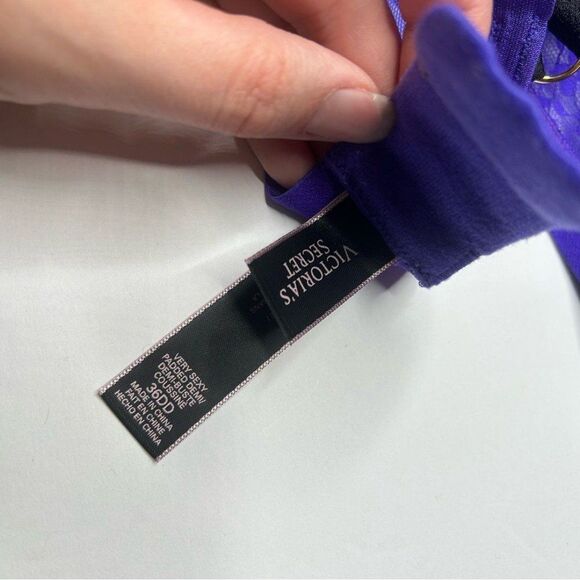 VICTORIA'S
SECRET
VERY SEXY
PADDED DEMI/
DEMI-BUSTE
COUSSINÉ
36DD
MADE IN CHINA
FAIT EN CHINE
HECHO EN CHINA